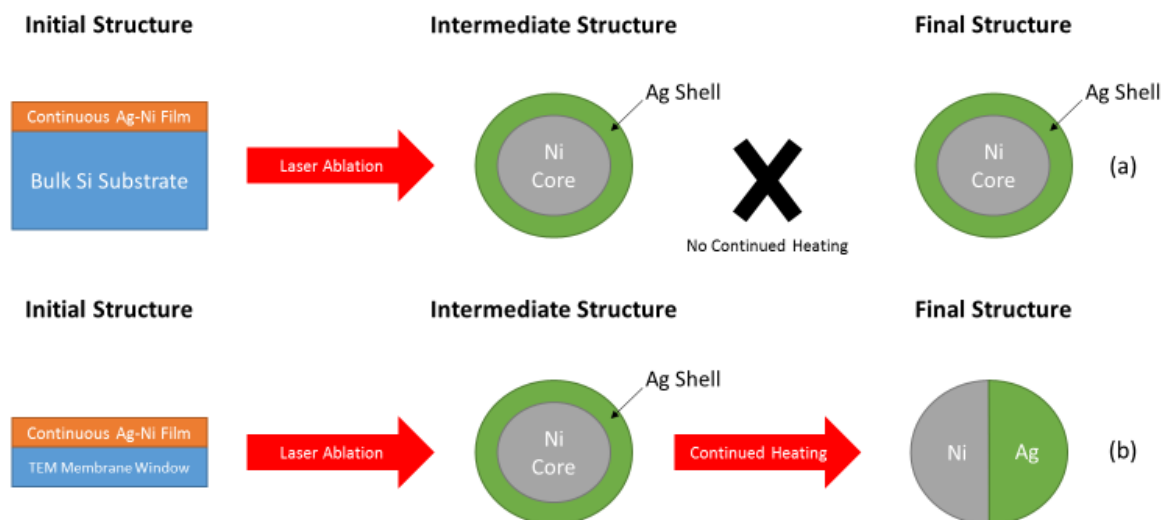 Initial Structure
Intermediate Structure
Final Structure
Continuous Ag-Ni Film
Bulk Si Substrate
Laser Ablation
Ag Shell
Ni
Core
No Continued Heating
Ag Shell
Ni
Core
(a)
Initial Structure
Intermediate Structure
Final Structure
Continuous Ag-Ni Film
TEM Membrane Window
Laser Ablation
Ag Shell
Ni
Core
Continued Heating
Ni
Ag
(b)